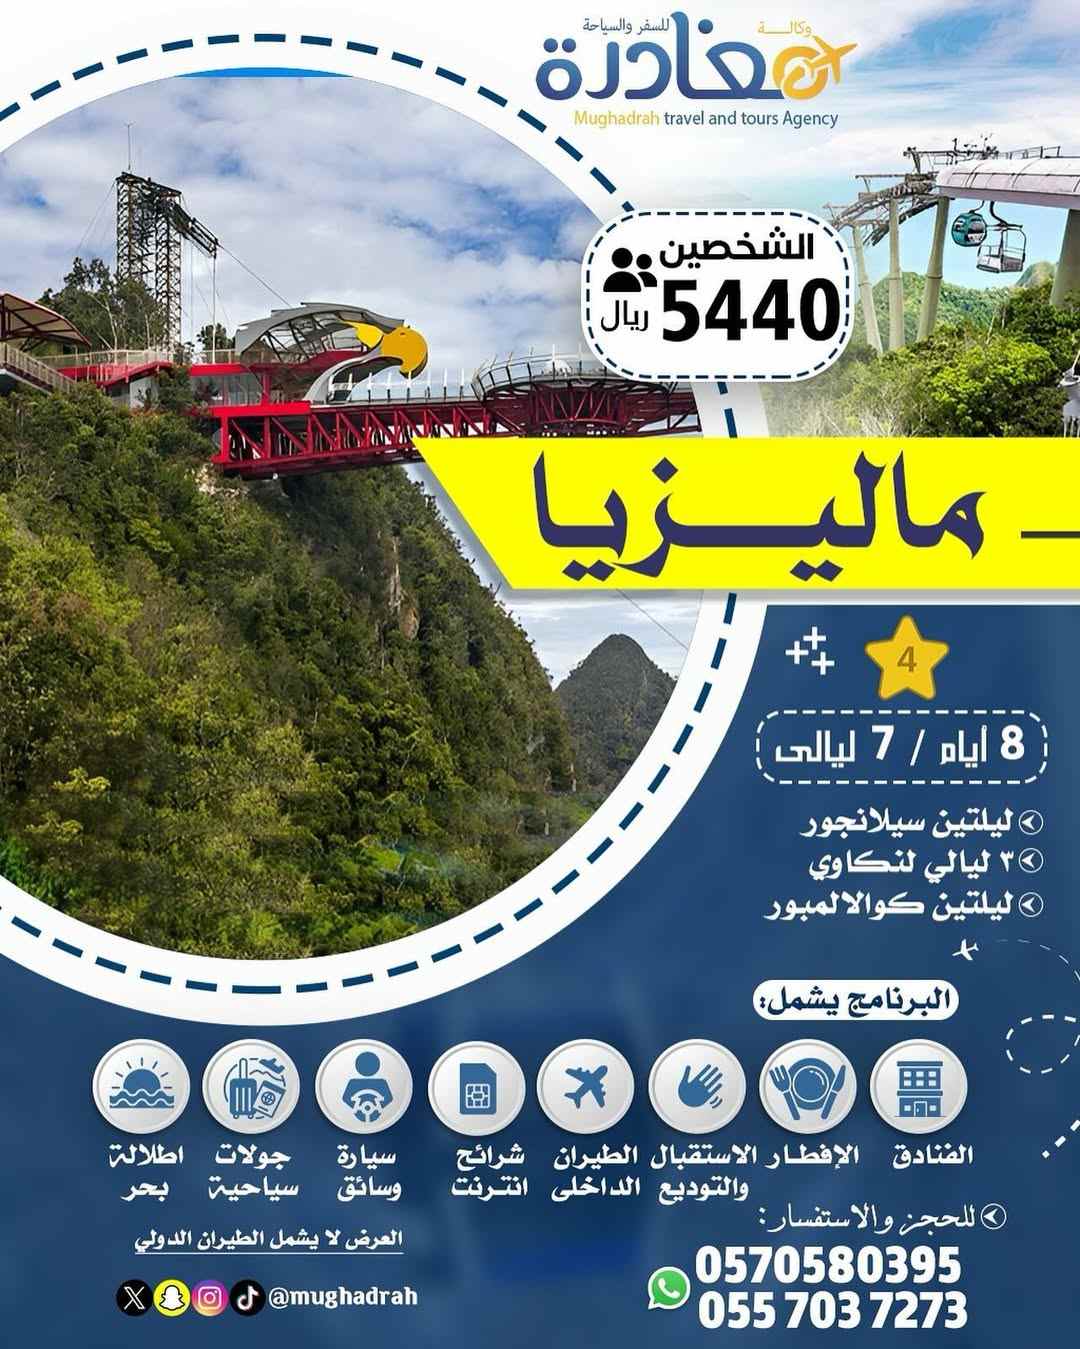 وكالة للسفر والسياحة
مغادرة
Mughadrah travel and tours Agency
الشخصين
5440 ريال
ماليزيا
4
8 أيام / 7 ليالى
ليلتين سيلانجور
٣ ليالي لنكاوي
ليلتين كوالالمبور
البرنامج يشمل:
الفنادق
الإفطار
الاستقبال والتوديع
الطيران الداخلى
شرائح انترنت
سيارة وسائق
جولات سياحية
اطلالة بحر
للحجز والاستفسار:
0570580395
055 703 7273
العرض لا يشمل الطيران الدولي
@mughadrah